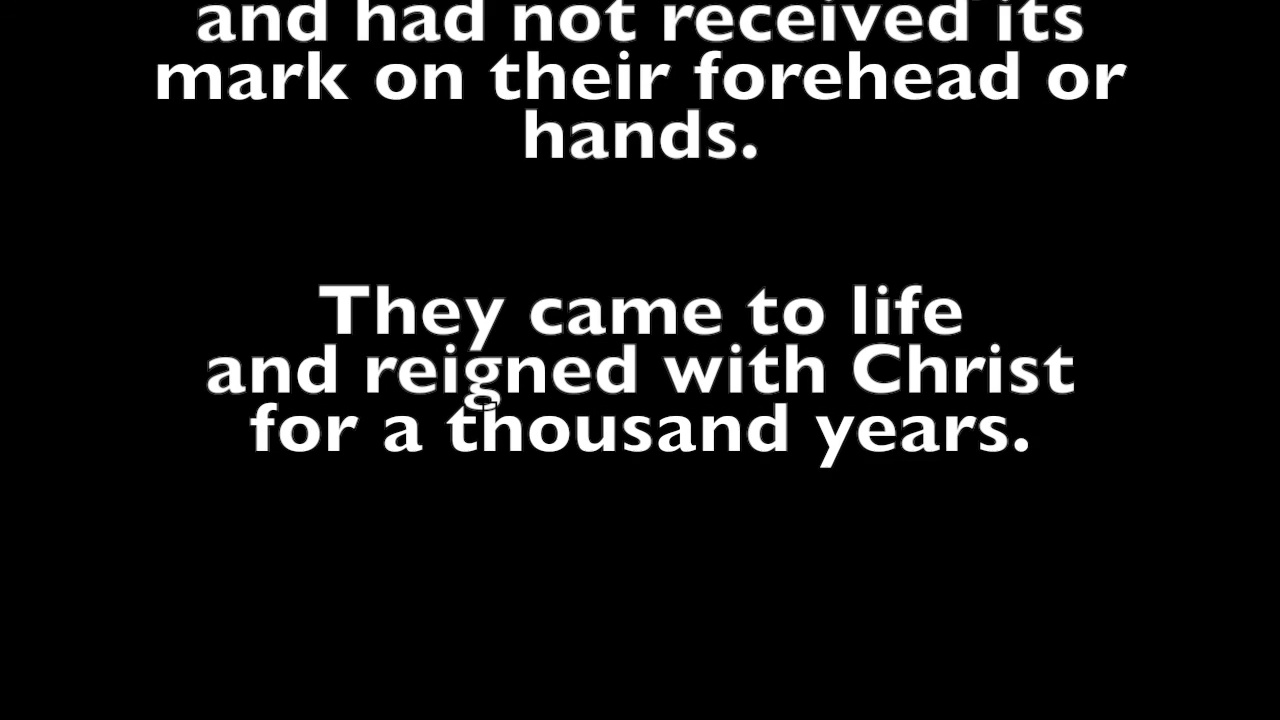 and had not received its
mark on their forehead or
hands.
They came to life
and reigned with Christ
for a thousand years.